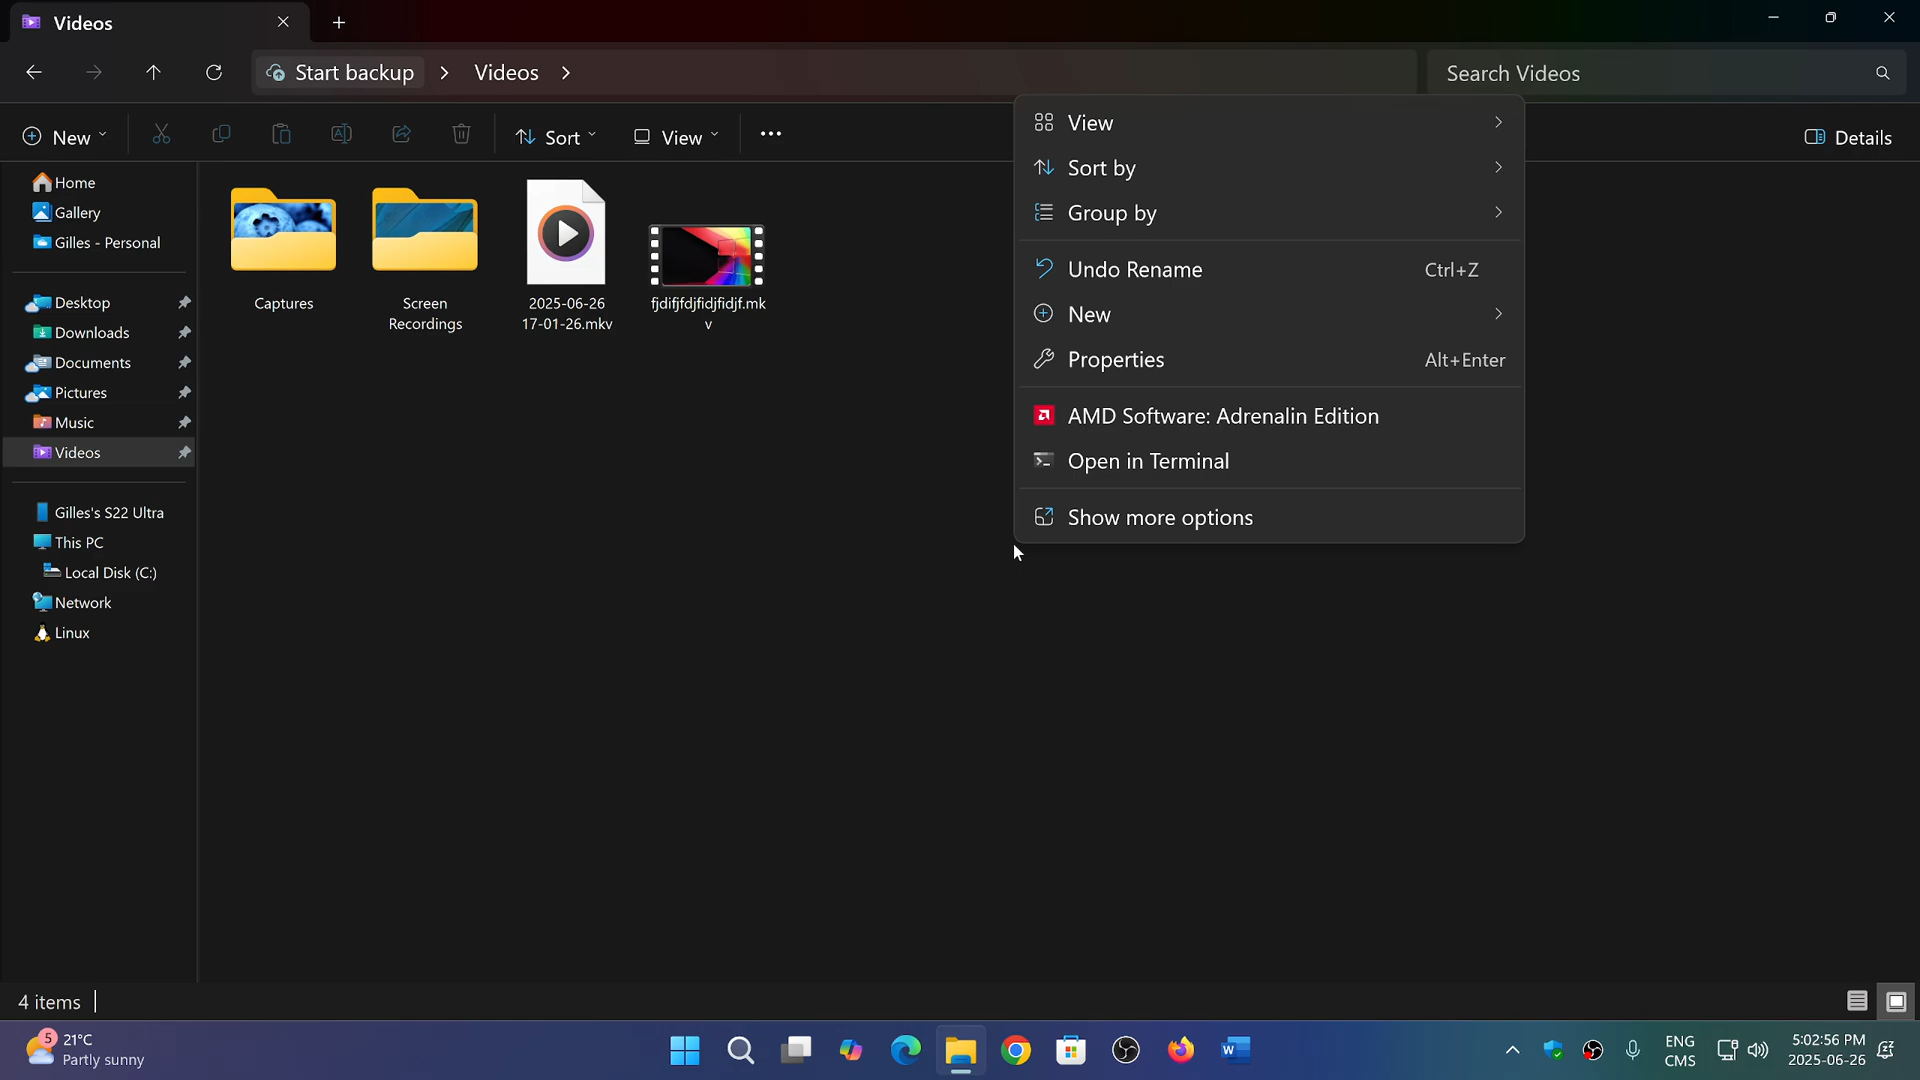 Videos
Start backup > Videos >
Search Videos
New
Sort
View
Details
Home
Gallery
Gilles - Personal
Desktop
Downloads
Documents
Pictures
Music
Videos
Gilles's S22 Ultra
This PC
Local Disk (C:)
Network
Linux
Captures
Screen
Recordings
2025-06-26
17-01-26.mkv
fjdifjfdjfidjfidjf.mk
v
View
Sort by
Group by
Undo Rename Ctrl+Z
New
Properties Alt+Enter
AMD Software: Adrenalin Edition
Open in Terminal
Show more options
4 items
5
21°C
Partly sunny
ENG
CMS
5:02:56 PM
2025-06-26